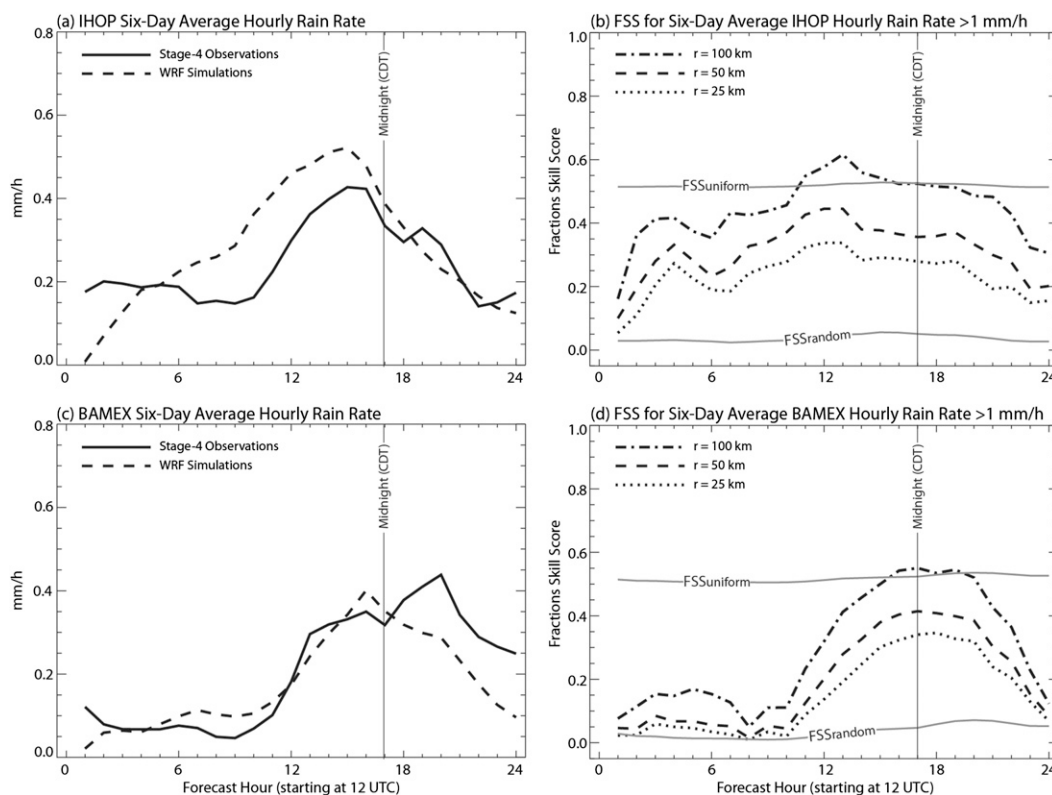 (a) IHOP Six-Day Average Hourly Rain Rate
0.8
0.6
0.4
0.2
0.0
mm/h
Stage-4 Observations
WRF Simulations
Midnight (CDT)
0 6 12 18 24
(b) FSS for Six-Day Average IHOP Hourly Rain Rate >1 mm/h
1.0
0.8
0.6
0.4
0.2
0.0
Fractions Skill Score
r = 100 km
r = 50 km
r = 25 km
Midnight (CDT)
FSSuniform
FSSrandom
0 6 12 18 24
(c) BAMEX Six-Day Average Hourly Rain Rate
0.8
0.6
0.4
0.2
0.0
mm/h
Stage-4 Observations
WRF Simulations
Midnight (CDT)
0 6 12 18 24
Forecast Hour (starting at 12 UTC)
(d) FSS for Six-Day Average BAMEX Hourly Rain Rate >1 mm/h
1.0
0.8
0.6
0.4
0.2
0.0
Fractions Skill Score
r = 100 km
r = 50 km
r = 25 km
Midnight (CDT)
FSSuniform
FSSrandom
0 6 12 18 24
Forecast Hour (starting at 12 UTC)